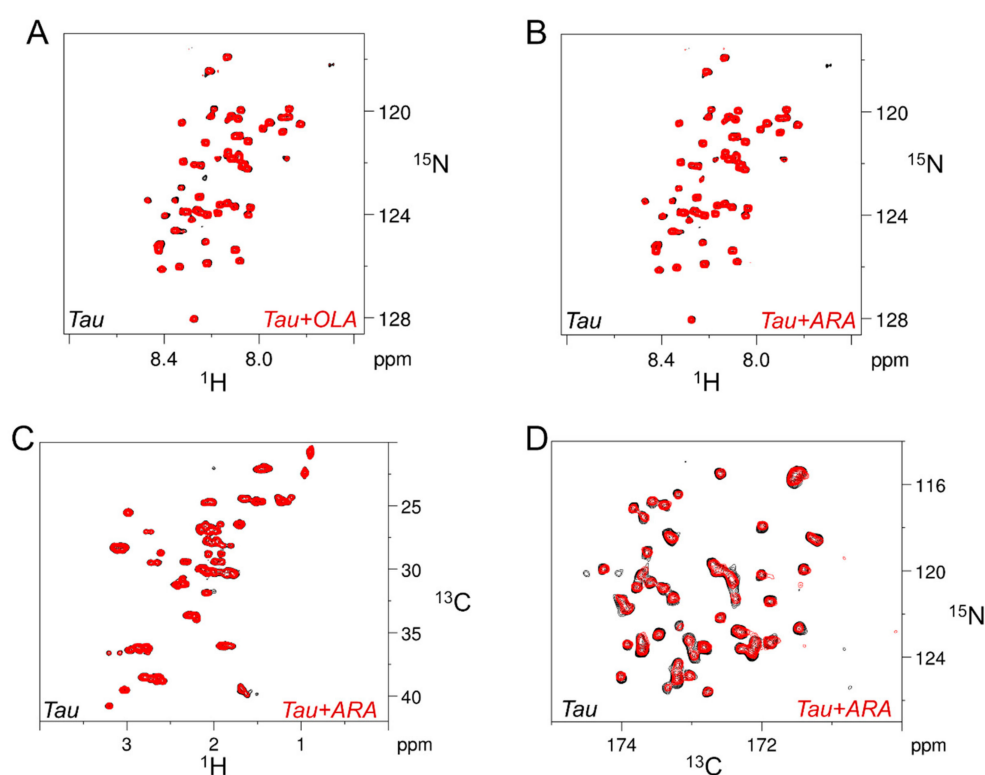 A
120
¹⁵N
124
Tau
Tau+OLA
128
8.4
8.0
ppm
¹H
B
120
¹⁵N
124
Tau
Tau+ARA
128
8.4
8.0
ppm
¹H
C
25
30
¹³C
35
40
Tau
Tau+ARA
3
2
1
ppm
¹H
D
116
120
¹⁵N
124
Tau
Tau+ARA
174
172
ppm
¹³C